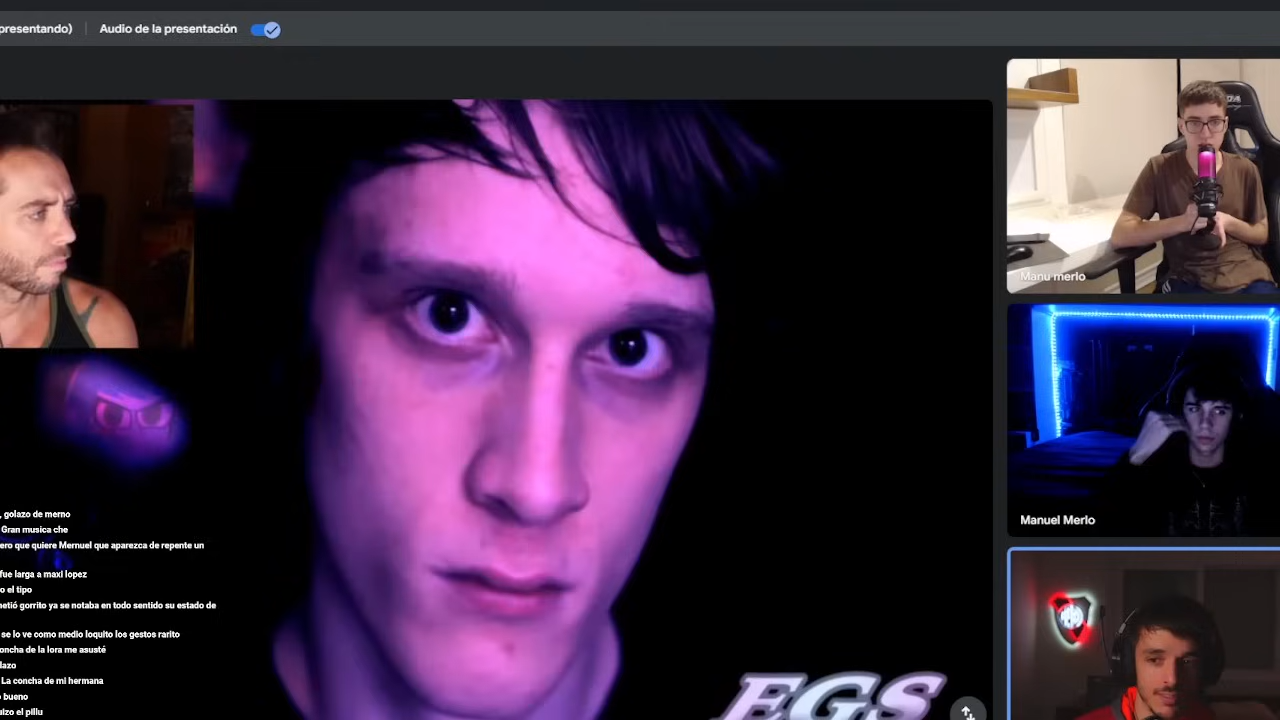 presentando)
Audio de la presentación
Manu merlo
Manuel Merlo
, golazo de merno
Gran musica che
ero que quiere Mernuel que aparezca de repente un
fue larga a maxi lopez
o el tipo
metió gorrito ya se notaba en todo sentido su estado de
se lo ve como medio loquito los gestos rarito
oncha de la lora me asusté
dazo
La concha de mi hermana
o bueno
uizo el pillu
EGS